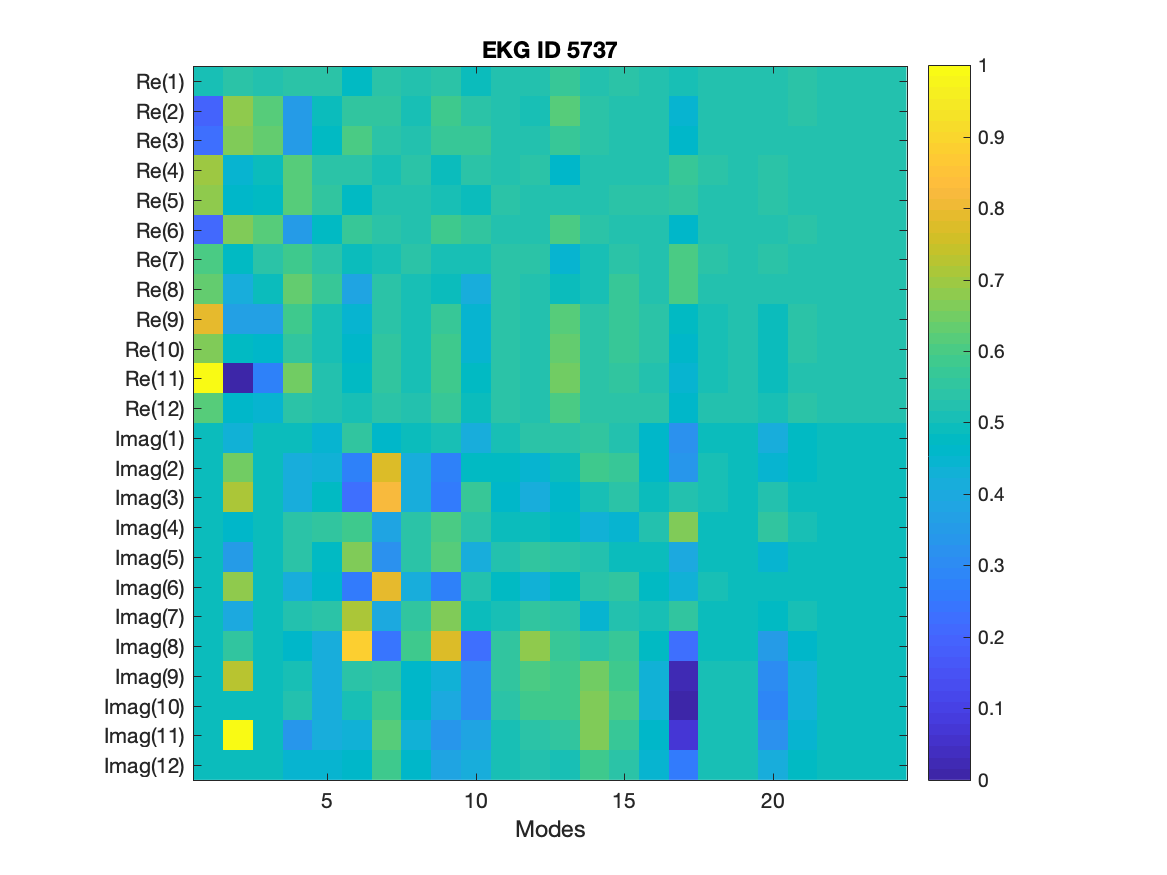 EKG ID 5737
Re(1)
Re(2)
Re(3)
Re(4)
Re(5)
Re(6)
Re(7)
Re(8)
Re(9)
Re(10)
Re(11)
Re(12)
Imag(1)
Imag(2)
Imag(3)
Imag(4)
Imag(5)
Imag(6)
Imag(7)
Imag(8)
Imag(9)
Imag(10)
Imag(11)
Imag(12)
5 10 15 20
Modes
1
0.9
0.8
0.7
0.6
0.5
0.4
0.3
0.2
0.1
0